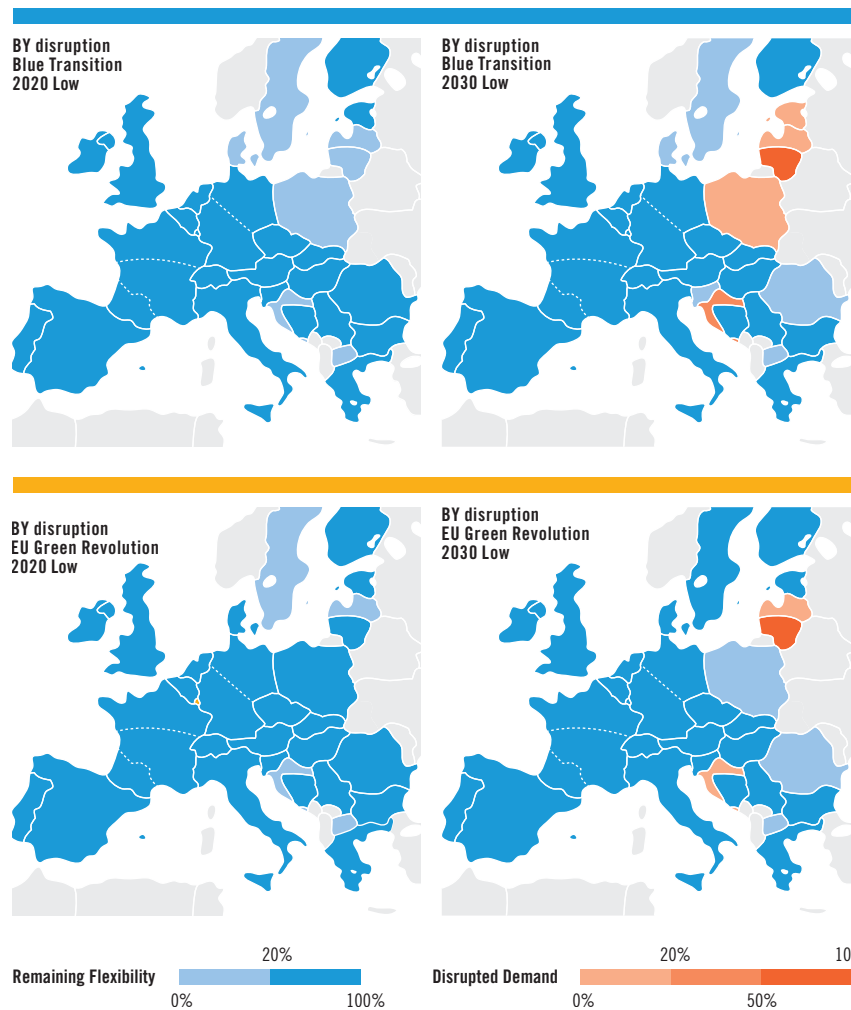 BY disruption
Blue Transition
2020 Low
BY disruption
Blue Transition
2030 Low
BY disruption
EU Green Revolution
2020 Low
BY disruption
EU Green Revolution
2030 Low
20%
Remaining Flexibility
0%
100%
20%
10
Disrupted Demand
0%
50%